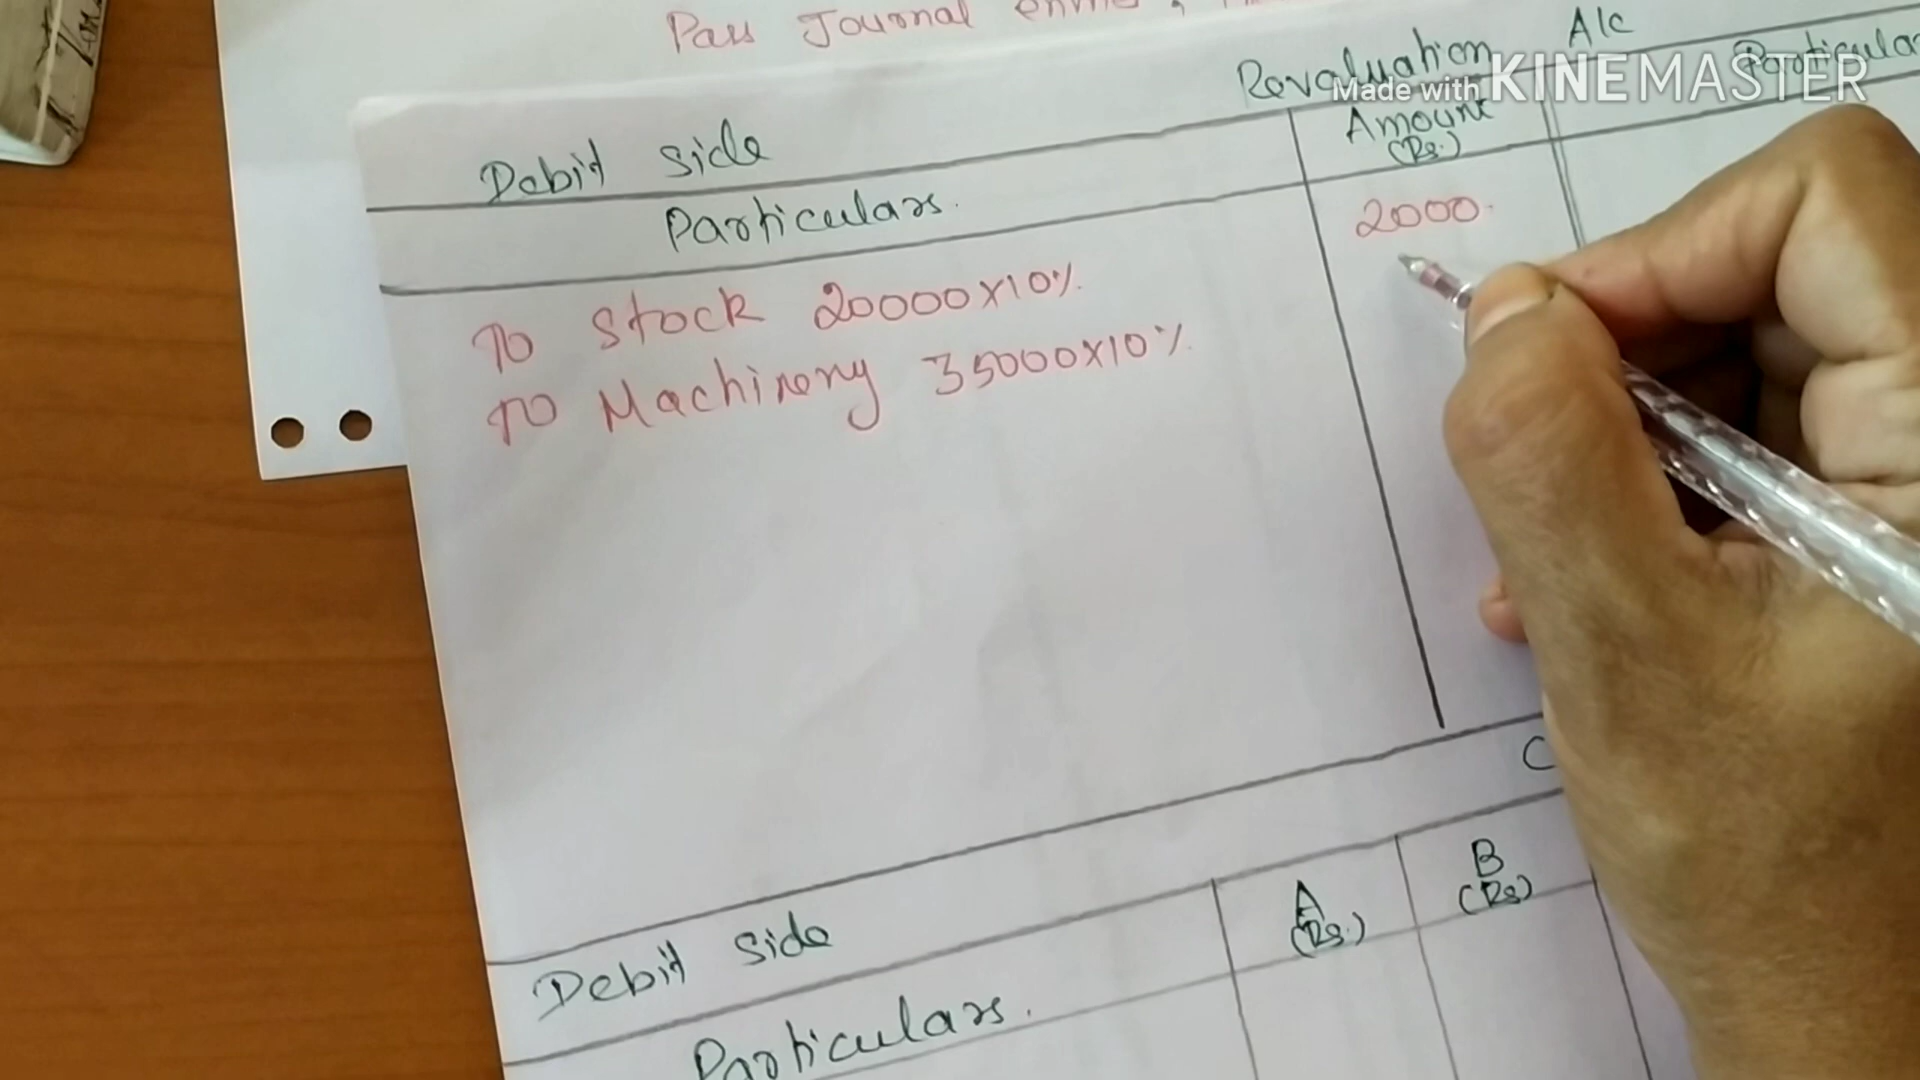 Pass Journal
Revaluation A/c
Made with KINEMASTER
Debit side
Particulars. Amount (Rs.) Particular
To Stock 20000x10% 2000
To Machinery 35000x10%
Debit side
Particulars. A (Rs.) B (Rs)